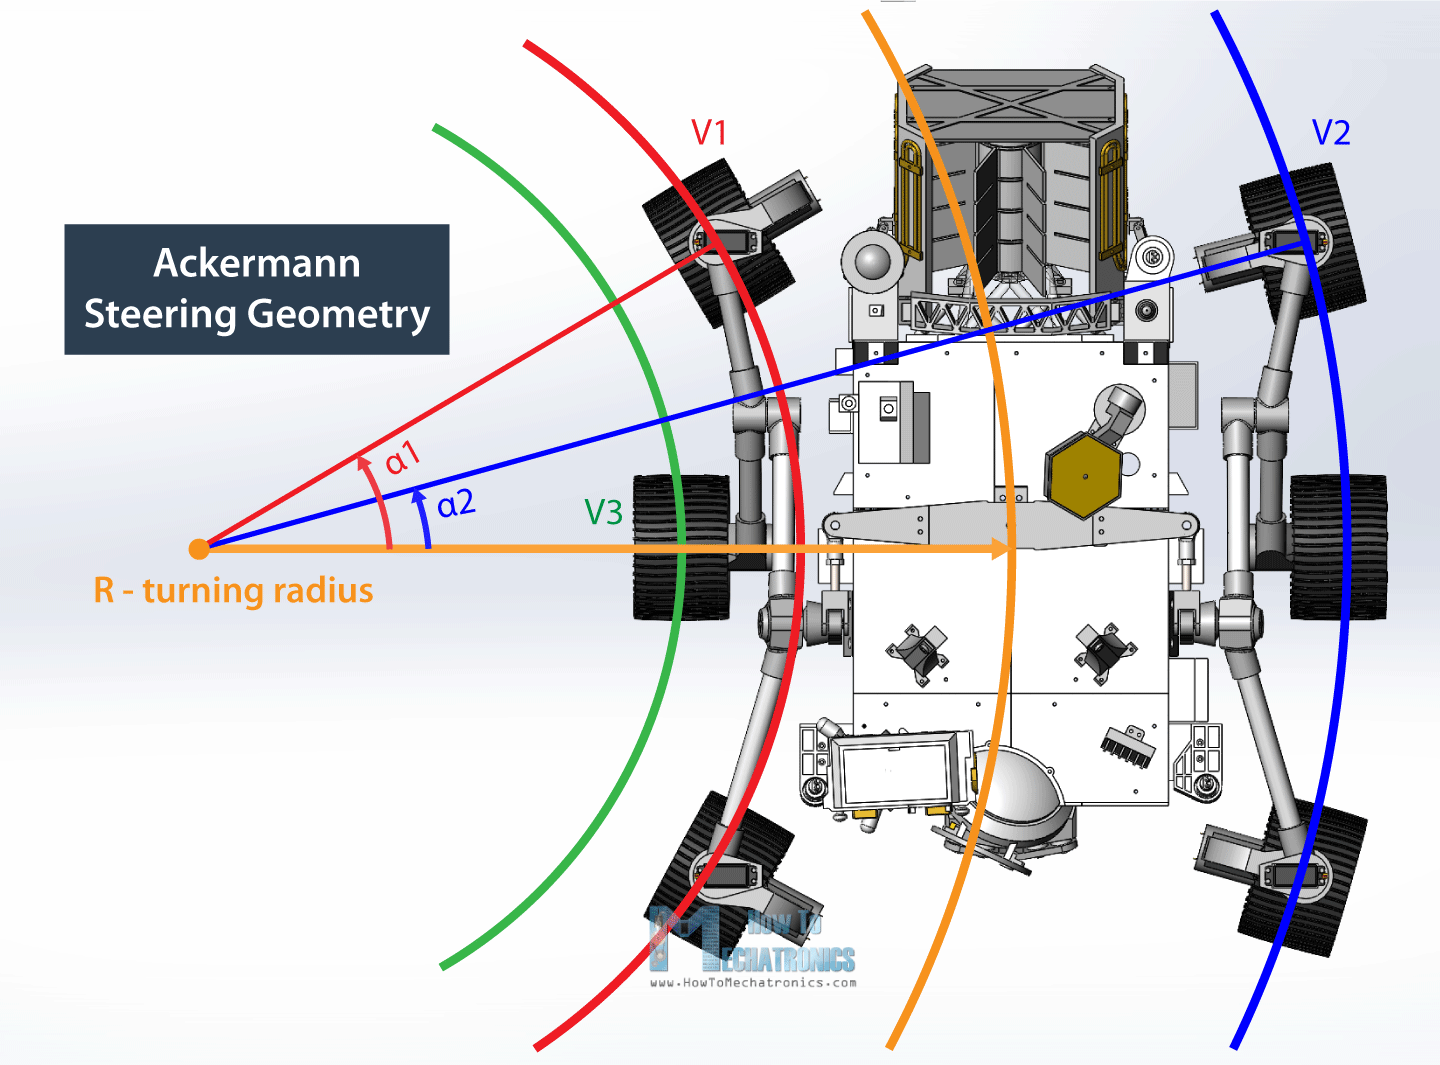 V1
V2
Ackermann
Steering Geometry
α1
α2
V3
R - turning radius
How To
MECHATRONICS
www.HowToMechatronics.com